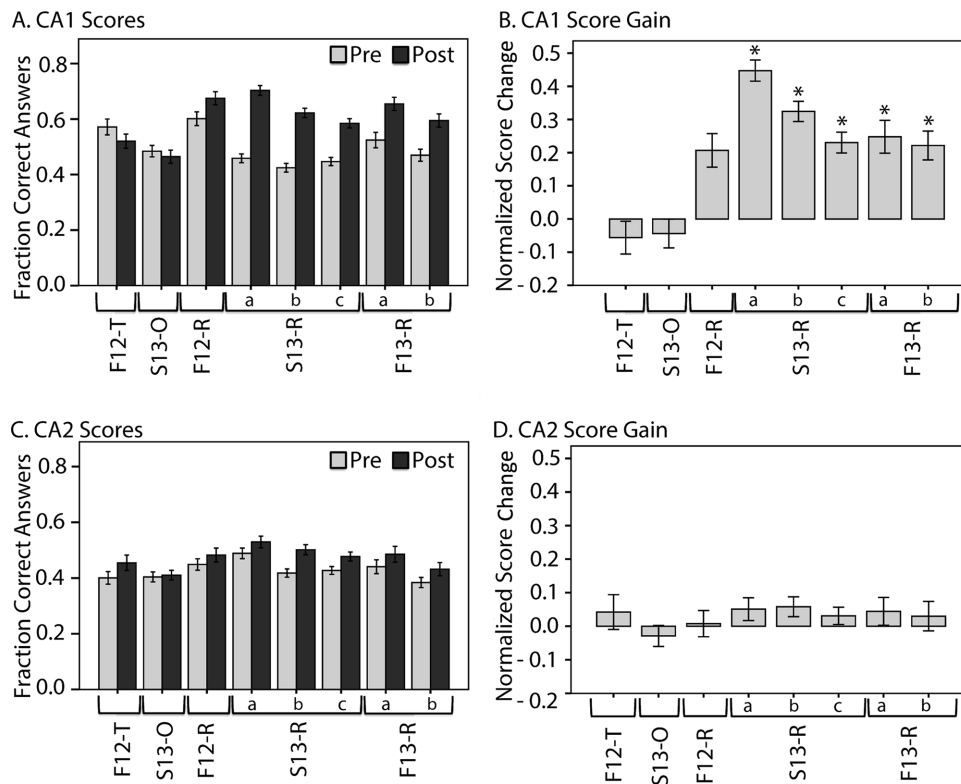 A. CA1 Scores
Fraction Correct Answers
0.8
0.6
0.4
0.2
0.0
Pre Post
a b c a b
F12-T
S13-O
F12-R
S13-R
F13-R
B. CA1 Score Gain
Normalized Score Change
0.5
0.4
0.3
0.2
0.1
0.0
- 0.1
- 0.2
* * * * *
a b c a b
F12-T
S13-O
F12-R
S13-R
F13-R
C. CA2 Scores
Fraction Correct Answers
0.8
0.6
0.4
0.2
0.0
Pre Post
a b c a b
F12-T
S13-O
F12-R
S13-R
F13-R
D. CA2 Score Gain
Normalized Score Change
0.5
0.4
0.3
0.2
0.1
0.0
- 0.1
- 0.2
a b c a b
F12-T
S13-O
F12-R
S13-R
F13-R